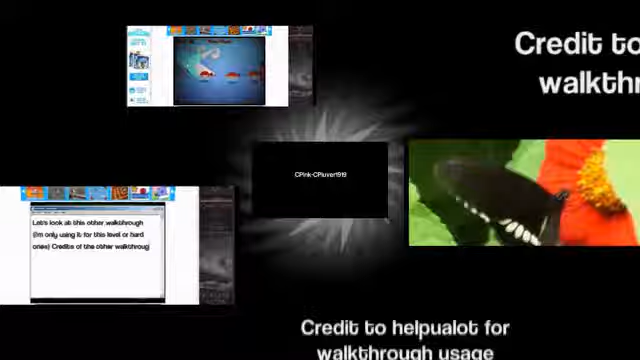 Credit to
walkthr
CPink-CPluver1919
Let's look at this other walkthrough
(I'm only using it for this level or hard
ones) Credits of the other walkthroug
Credit to helpualot for
walkthrough usage